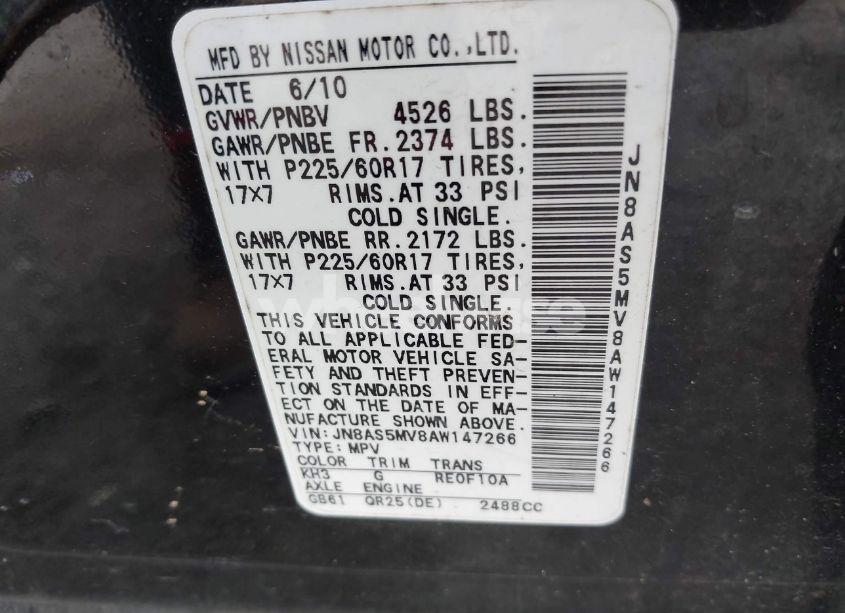 MFD BY NISSAN MOTOR CO.,LTD.
DATE 6/10
GVWR/PNBV 4526 LBS.
GAWR/PNBE FR.2374 LBS.
WITH P225/60R17 TIRES,
17X7 RIMS.AT 33 PSI
COLD SINGLE.
GAWR/PNBE RR.2172 LBS.
WITH P225/60R17 TIRES,
17X7 RIMS.AT 33 PSI
COLD SINGLE.
THIS VEHICLE CONFORMS
TO ALL APPLICABLE FED-
ERAL MOTOR VEHICLE SA-
FETY AND THEFT PREVEN-
TION STANDARDS IN EFF-
ECT ON THE DATE OF MA-
NUFACTURE SHOWN ABOVE.
VIN:JN8AS5MV8AW147266
TYPE:MPV
COLOR TRIM TRANS
KH3 G RE0F10A
AXLE ENGINE
GB61 QR25(DE) 2488CC
JN8AS5MV8AW147266